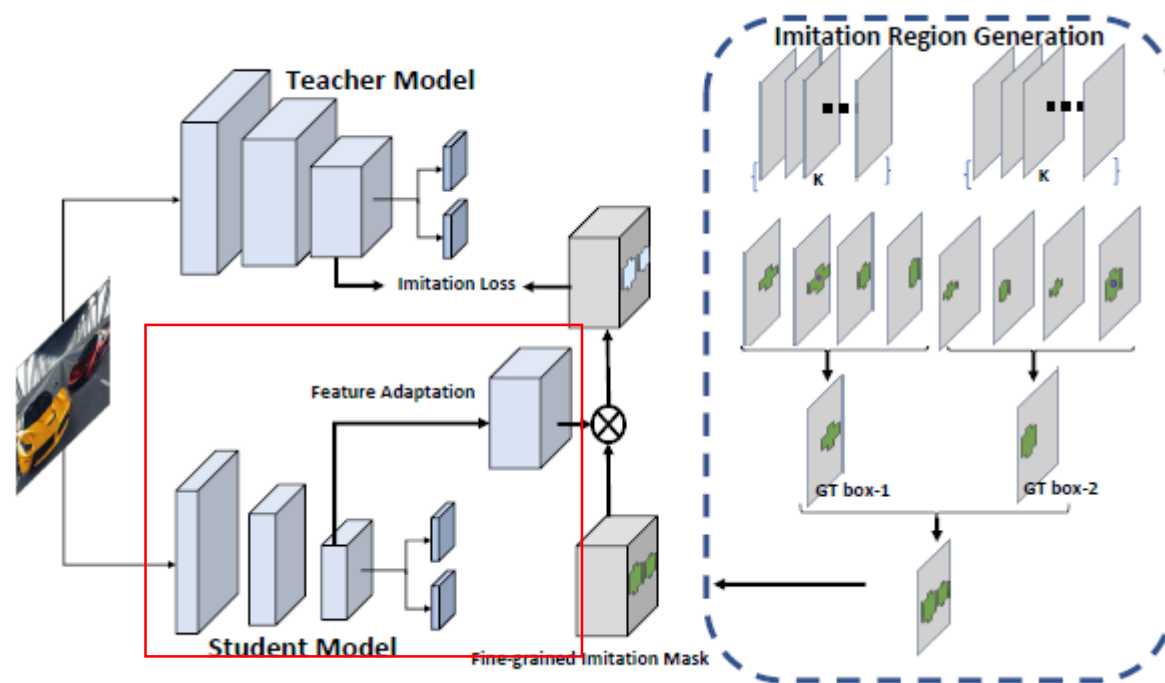 Imitation Region Generation
Teacher Model
K
K
Imitation Loss
Feature Adaptation
GT box-1
GT box-2
Student Model
Fine-grained Imitation Mask